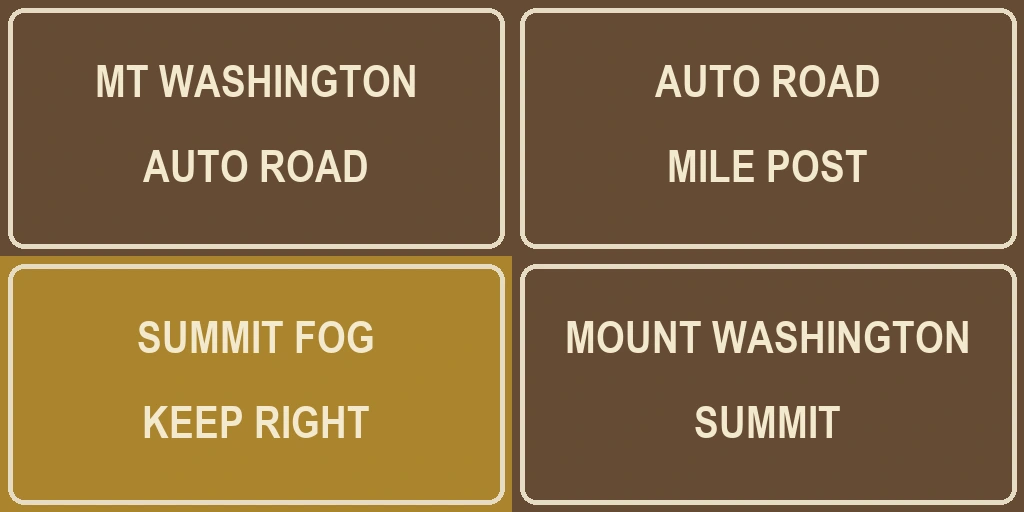 MT WASHINGTON
AUTO ROAD
AUTO ROAD
MILE POST
SUMMIT FOG
KEEP RIGHT
MOUNT WASHINGTON
SUMMIT